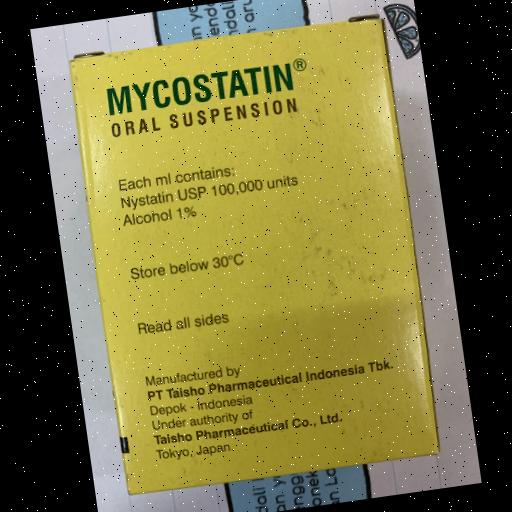 MYCOSTATIN®
ORAL SUSPENSION
Each ml contains:
Nystatin USP 100,000 units
Alcohol 1%
Store below 30°C
Read all sides
Manufactured by
PT Taisho Pharmaceutical Indonesia Tbk.
Depok - Indonesia
Under authority of
Taisho Pharmaceutical Co., Ltd.
Tokyo, Japan